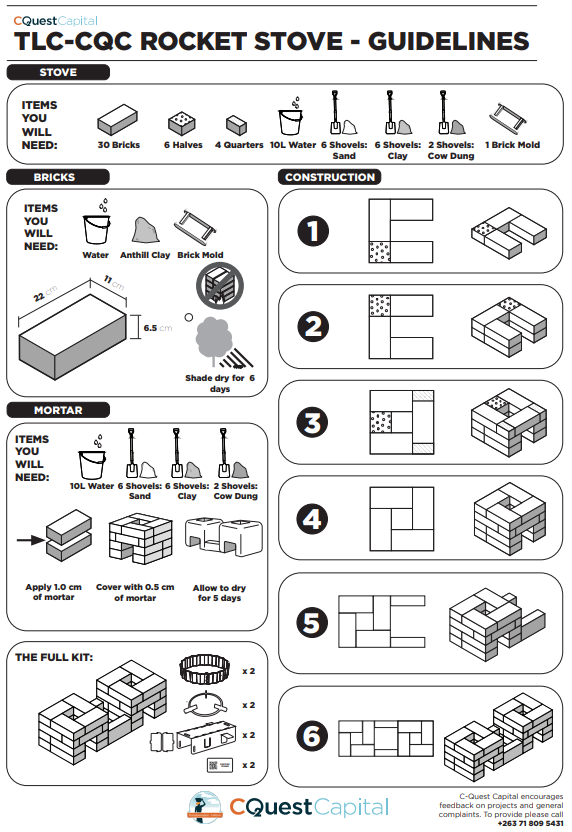 CQuestCapital
TLC-CQC ROCKET STOVE - GUIDELINES
STOVE
ITEMS
YOU
WILL
NEED:
30 Bricks
6 Halves
4 Quarters
10L Water
6 Shovels:
Sand
6 Shovels:
Clay
2 Shovels:
Cow Dung
1 Brick Mold
BRICKS
ITEMS
YOU
WILL
NEED:
Water
Anthill Clay
Brick Mold
22 cm
11 cm
6.5 cm
Shade dry for 6
days
MORTAR
ITEMS
YOU
WILL
NEED:
10L Water
6 Shovels:
Sand
6 Shovels:
Clay
2 Shovels:
Cow Dung
Apply 1.0 cm
of mortar
Cover with 0.5 cm
of mortar
Allow to dry
for 5 days
THE FULL KIT:
x 2
x 2
x 2
x 2
CONSTRUCTION
1
2
3
4
5
6
CQuestCapital
C-Quest Capital encourages
feedback on projects and general
complaints. To provide please call
+263 71 809 5431